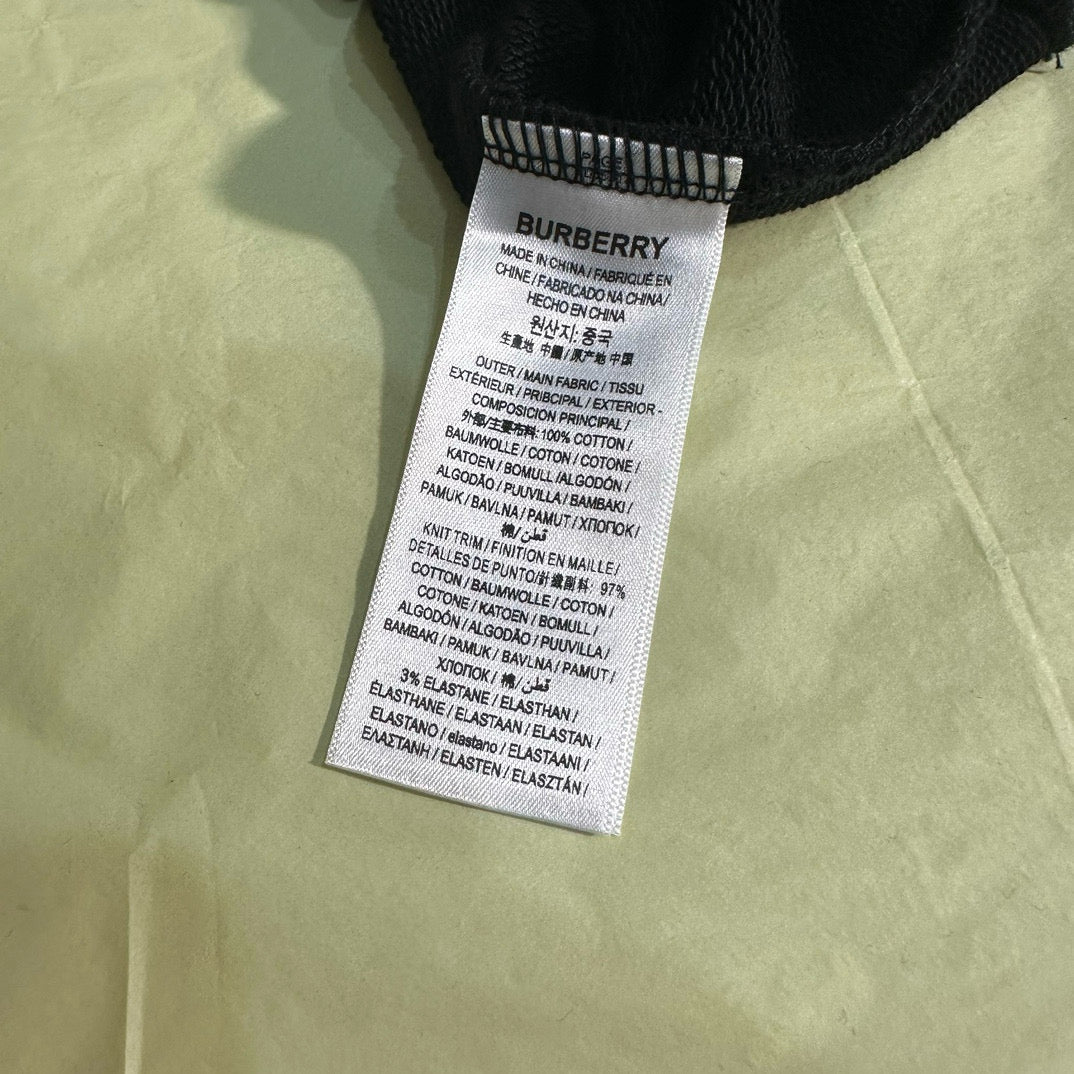 PAGE
BURBERRY
MADE IN CHINA / FABRIQUÉ EN
CHINE / FABRICADO NA CHINA /
HECHO EN CHINA
원산지: 중국
生產地 中國 / 原产地 中国
OUTER / MAIN FABRIC / TISSU
EXTÉRIEUR / PRIBCIPAL / EXTERIOR -
COMPOSICION PRINCIPAL /
外部/主要布料: 100% COTTON /
BAUMWOLLE / COTON / COTONE /
KATOEN / BOMULL /ALGODÓN /
ALGODÃO / PUUVILLA / BAMBAKI /
PAMUK / BAVLNA / PAMUT / ХЛОПОК /
棉/قطن
KNIT TRIM / FINITION EN MAILLE /
DETALLES DE PUNTO/針織副料: 97%
COTTON / BAUMWOLLE / COTON /
COTONE / KATOEN / BOMULL /
ALGODÓN / ALGODÃO / PUUVILLA /
BAMBAKI / PAMUK / BAVLNA / PAMUT /
ХЛОПОК / 棉/قطن
3% ELASTANE / ELASTHAN /
ÉLASTHANE / ELASTAAN / ELASTAN /
ELASTANO / elastano / ELASTAANI /
ΕΛΑΣΤΑΝΗ / ELASTEN / ELASZTÁN /